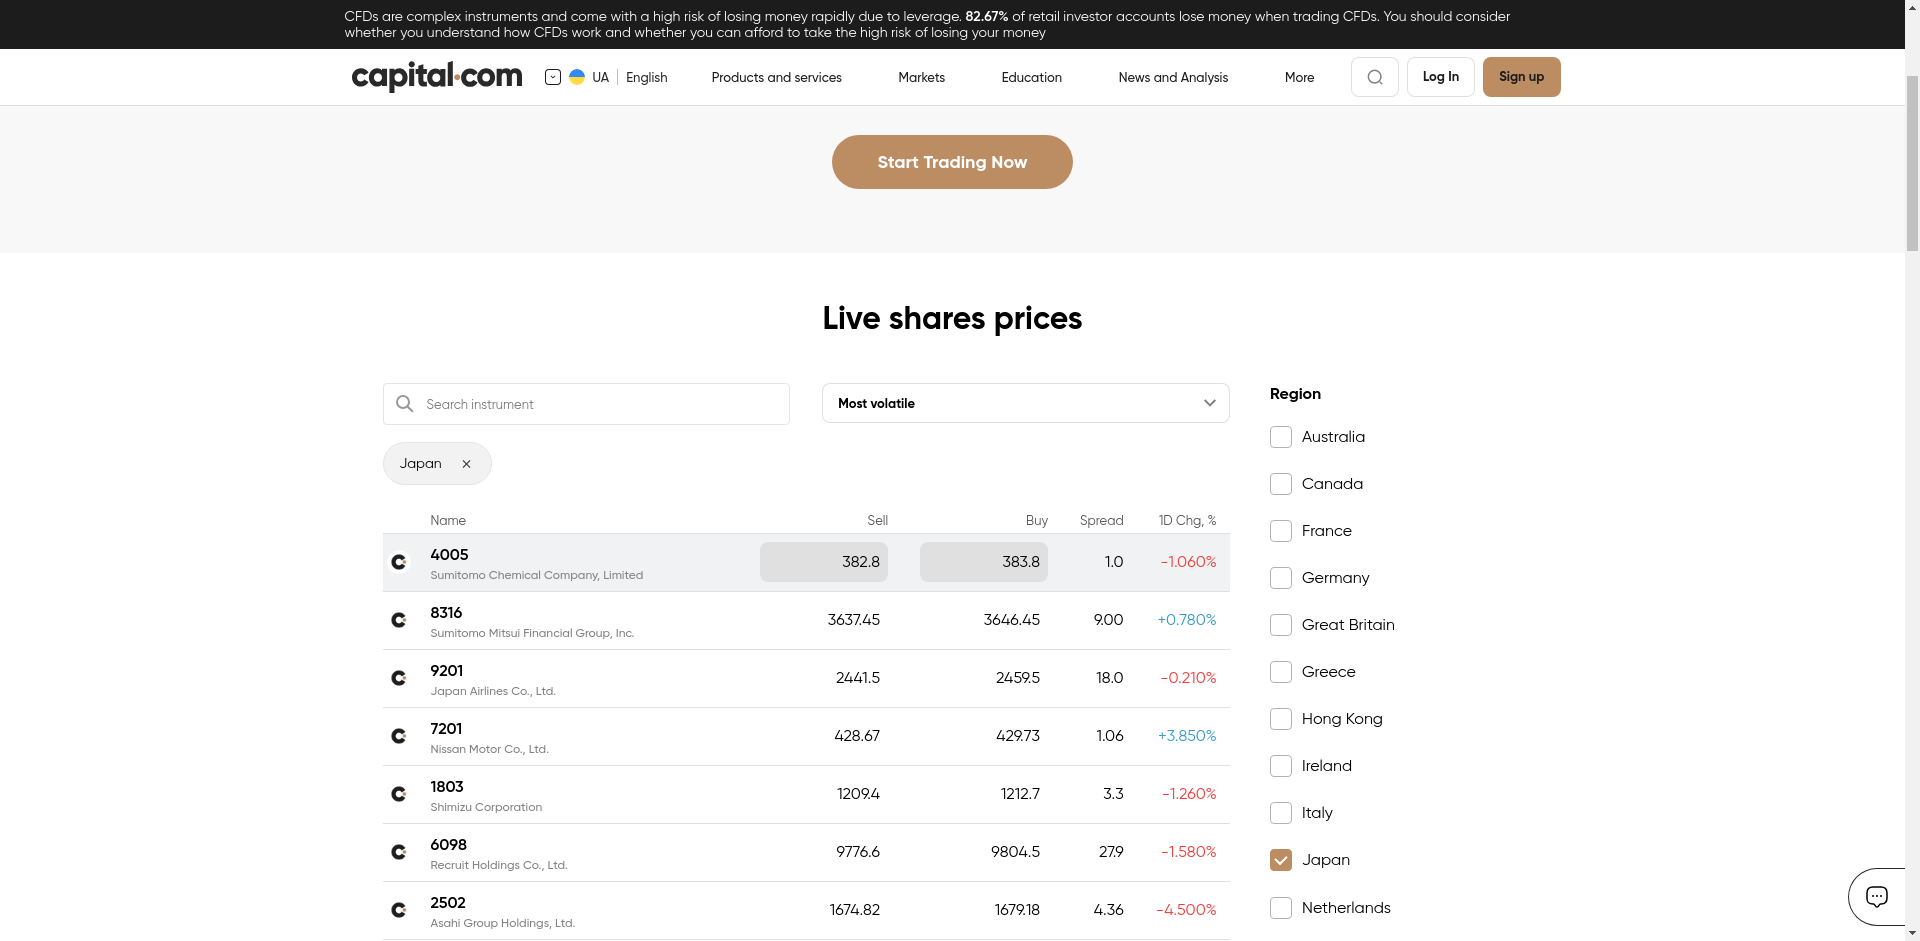 CFDs are complex instruments and come with a high risk of losing money rapidly due to leverage. 82.67% of retail investor accounts lose money when trading CFDs. You should consider
whether you understand how CFDs work and whether you can afford to take the high risk of losing your money
capital.com UA English Products and services Markets Education News and Analysis More Log In Sign up
Start Trading Now
Live shares prices
Search instrument
Most volatile
Japan
Name Sell Buy Spread 1D Chg, %
4005
Sumitomo Chemical Company, Limited
382.8 383.8 1.0 -1.060%
8316
Sumitomo Mitsui Financial Group, Inc.
3637.45 3646.45 9.00 +0.780%
9201
Japan Airlines Co., Ltd.
2441.5 2459.5 18.0 -0.210%
7201
Nissan Motor Co., Ltd.
428.67 429.73 1.06 +3.850%
1803
Shimizu Corporation
1209.4 1212.7 3.3 -1.260%
6098
Recruit Holdings Co., Ltd.
9776.6 9804.5 27.9 -1.580%
2502
Asahi Group Holdings, Ltd.
1674.82 1679.18 4.36 -4.500%
Region
Australia
Canada
France
Germany
Great Britain
Greece
Hong Kong
Ireland
Italy
Japan
Netherlands